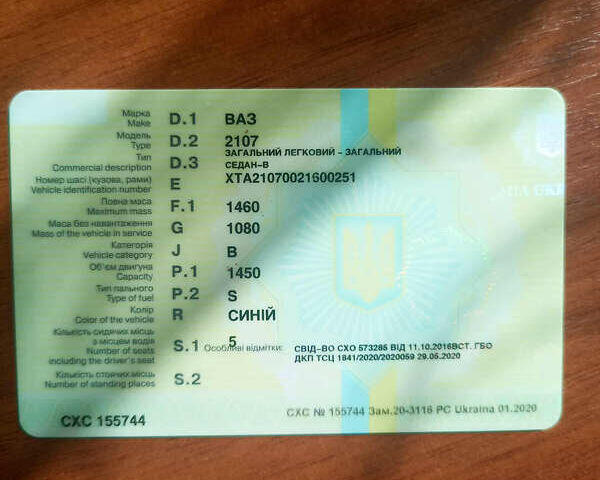 Марка D.1 ВАЗ
Make
Модель D.2 2107
Type
ЗАГАЛЬНИЙ ЛЕГКОВИЙ - ЗАГАЛЬНИЙ
Тип D.3 СЕДАН-В
Commercial description
Номер шасі (кузова, рами) E XTA21070021600251
Vehicle identification number
Повна маса F.1 1460
Maximum mass
Маса без навантаження G 1080
Mass of the vehicle in service
Категорія J B
Vehicle category
Об'єм двигуна P.1 1450
Capacity
Тип пального P.2 S
Type of fuel
Колір R СИНІЙ
Color of the vehicle
Кількість сидячих місць
з місцем водія S.1 5
Number of seats Особливі відмітки: СВІД-ВО СХО 573285 ВІД 11.10.2016ВСТ. ГБО
including the driver's seat ДКП ТСЦ 1841/2020/2020059 29.05.2020
Кількість стоячих місць S.2
Number of standing places
СХС 155744
СХС № 155744 Зам.20-3116 РС Ukraina 01.2020